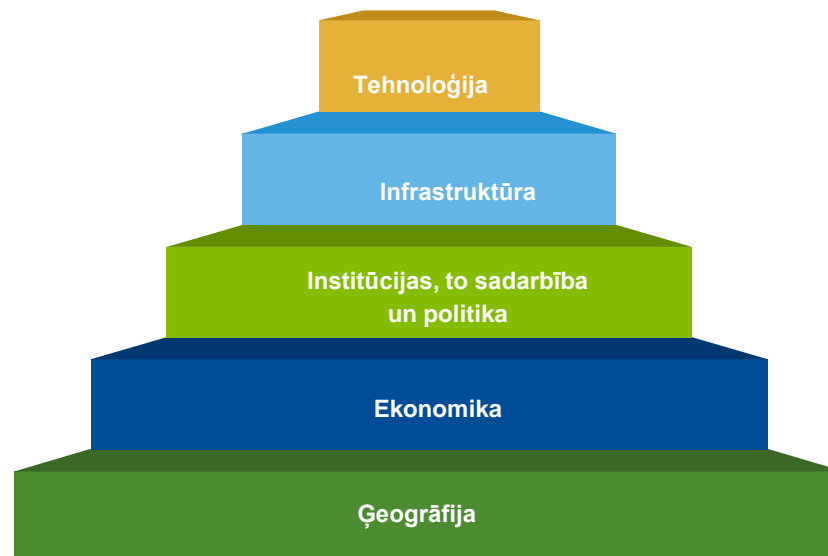 Tehnoloģija
Infrastruktūra
Institūcijas, to sadarbība
un politika
Ekonomika
Ģeogrāfija